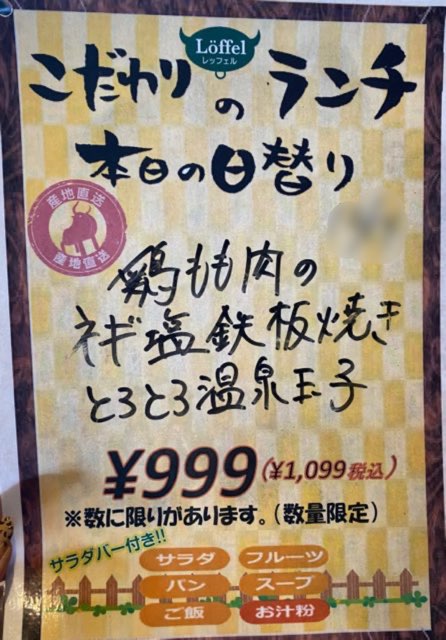 Löffel
レッフェル
こだわりのランチ
本日の日替り
産地直送
産地直送
鶏もも肉の
ネギ塩鉄板焼き
とろとろ温泉玉子
¥999(¥1,099税込)
※数に限りがあります。(数量限定)
サラダバー付き!!
サラダ フルーツ
パン スープ
ご飯 お汁粉